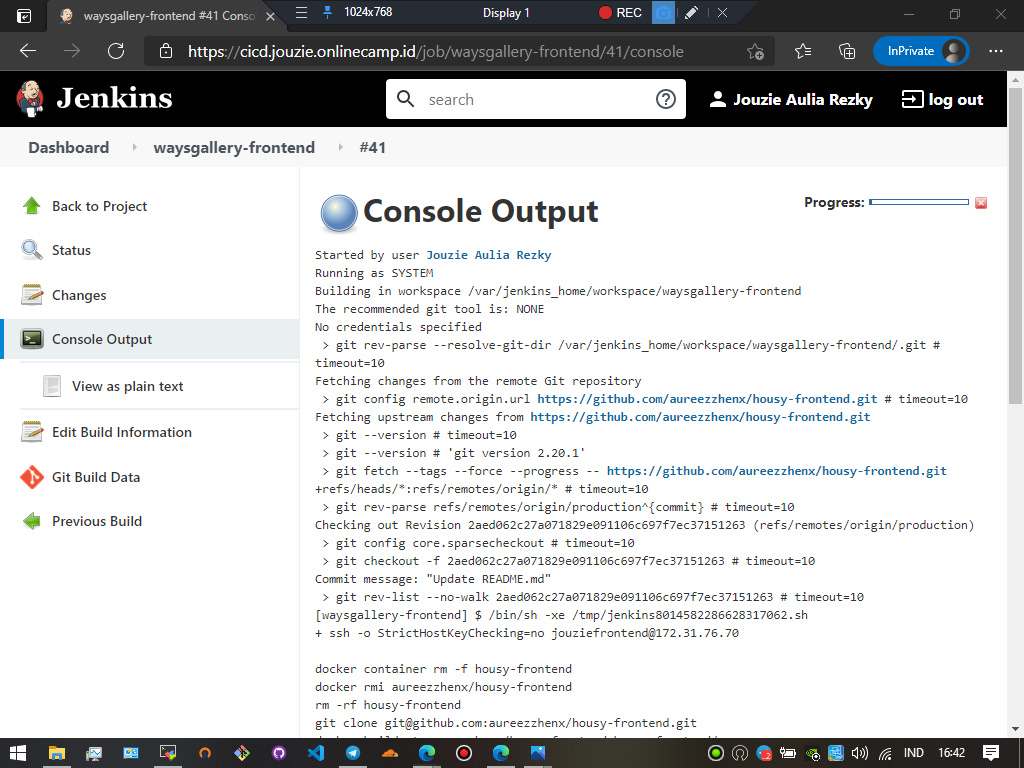 waysgallery-frontend #41 Conso
1024x768
Display 1
REC
https://cicd.jouzie.onlinecamp.id/job/waysgallery-frontend/41/console
InPrivate
Jenkins
search
Jouzie Aulia Rezky
log out
Dashboard
waysgallery-frontend
#41
Back to Project
Status
Changes
Console Output
View as plain text
Edit Build Information
Git Build Data
Previous Build
Console Output
Progress:
Started by user Jouzie Aulia Rezky
Running as SYSTEM
Building in workspace /var/jenkins_home/workspace/waysgallery-frontend
The recommended git tool is: NONE
No credentials specified
> git rev-parse --resolve-git-dir /var/jenkins_home/workspace/waysgallery-frontend/.git #
timeout=10
Fetching changes from the remote Git repository
> git config remote.origin.url https://github.com/aureezzhenx/housy-frontend.git # timeout=10
Fetching upstream changes from https://github.com/aureezzhenx/housy-frontend.git
> git --version # timeout=10
> git --version # 'git version 2.20.1'
> git fetch --tags --force --progress -- https://github.com/aureezzhenx/housy-frontend.git
+refs/heads/*:refs/remotes/origin/* # timeout=10
> git rev-parse refs/remotes/origin/production^{commit} # timeout=10
Checking out Revision 2aed062c27a071829e091106c697f7ec37151263 (refs/remotes/origin/production)
> git config core.sparsecheckout # timeout=10
> git checkout -f 2aed062c27a071829e091106c697f7ec37151263 # timeout=10
Commit message: "Update README.md"
> git rev-list --no-walk 2aed062c27a071829e091106c697f7ec37151263 # timeout=10
[waysgallery-frontend] $ /bin/sh -xe /tmp/jenkins8014582286628317062.sh
+ ssh -o StrictHostKeyChecking=no jouziefrontend@172.31.76.70
docker container rm -f housy-frontend
docker rmi aureezzhenx/housy-frontend
rm -rf housy-frontend
git clone git@github.com:aureezzhenx/housy-frontend.git
IND
16:42